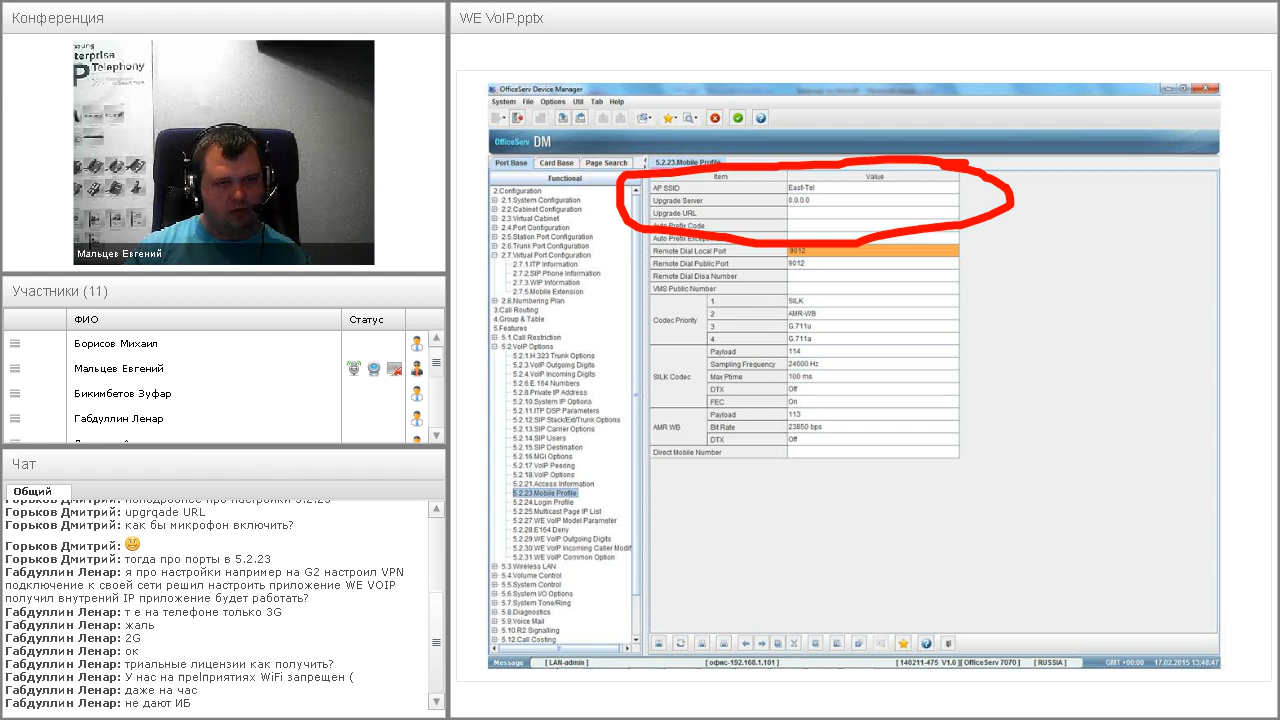 Конференция
sung
terprise
P Telephony
Малеев Евгений
Участники (11)
ФИО
Статус
Борисов Михаил
Малеев Евгений
Бикимбетов Зуфар
Габдуллин Ленар
Чат
Общий
Горьков Дмитрий: upgrgade URL
Горьков Дмитрий: как бы микрофон включить?
Горьков Дмитрий:
Горьков Дмитрий: тогда про порты в 5.2.23
Габдуллин Ленар: а про настройки например на G2 настроил VPN
подключение к своей сети решил настроить приложение WE VOIP
получил внутрений IP приложение будет работать?
Габдуллин Ленар: т е на телефоне только 3G
Габдуллин Ленар: жаль
Габдуллин Ленар: 2G
Габдуллин Ленар: ок
Габдуллин Ленар: триальные лицензии как получить?
Габдуллин Ленар: У нас на преlприятиях WiFi запрещен (
Габдуллин Ленар: даже на час
Габдуллин Ленар: не дают ИБ
WE VoIP.pptx
OfficeServ Device Manager
System File Options Util Tab Help
OfficeServ DM
Port Base Card Base Page Search
Functional
2.Configuration
2.1.System Configuration
2.2.Cabinet Configuration
2.3.Virtual Cabinet
2.4.Port Configuration
2.5.Station Port Configuration
2.6.Trunk Port Configuration
2.7.Virtual Port Configuration
2.7.1.ITP Information
2.7.2.SIP Phone Information
2.7.3.WIP Information
2.7.5.Mobile Extension
2.8.Numbering Plan
3.Call Routing
4.Group & Table
5.Features
5.1.Call Restriction
5.2.VoIP Options
5.2.1.H.323 Trunk Options
5.2.3.VoIP Outgoing Digits
5.2.4.VoIP Incoming Digits
5.2.6.E.164 Numbers
5.2.8.Private IP Address
5.2.10.System IP Options
5.2.11.ITP DSP Parameters
5.2.12.SIP Stack/Ext/Trunk Options
5.2.13.SIP Carrier Options
5.2.14.SIP Users
5.2.15.SIP Destination
5.2.16.MGI Options
5.2.17.VoIP Peering
5.2.18.VoIP Options
5.2.21.Access Information
5.2.23.Mobile Profile
5.2.24.Login Profile
5.2.25.Multicast Page IP List
5.2.27.WE VoIP Model Parameter
5.2.28.E164 Deny
5.2.29.WE VoIP Outgoing Digits
5.2.30.WE VoIP Incoming Caller Modif
5.2.31.WE VoIP Common Option
5.3.Wireless LAN
5.4.Volume Control
5.5.System Control
5.6.System I/O Options
5.7.System Tone/Ring
5.8.Diagnostics
5.9.Voice Mail
5.10.R2 Signalling
5.12.Call Costing
5.2.23.Mobile Profile
Item Value
AP SSID East-Tel
Upgrade Server 0.0.0.0
Upgrade URL
Auto Prefix Code
Auto Prefix
Remote Dial Local Port 9012
Remote Dial Public Port 9012
Remote Dial Disa Number
VMS Public Number
Codec Priority
1 SILK
2 AMR-WB
3 G.711u
4 G.711a
SILK Codec
Payload 114
Sampling Frequency 24000 Hz
Max Ptime 100 ms
DTX Off
FEC On
AMR WB
Payload 113
Bit Rate 23850 bps
DTX Off
Direct Mobile Number
Message [ LAN-admin ] [ офис-192.168.1.101 ] [ 140211-475 V1.0 ][ OfficeServ 7070 ] [ RUSSIA ] GMT +00:00 17.02.2015 13:48:47